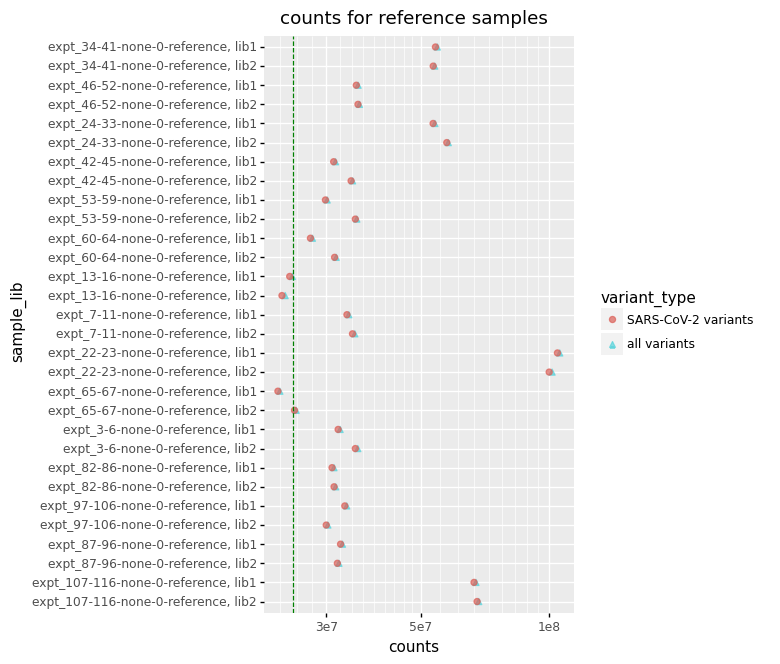 counts for reference samples
expt_34-41-none-0-reference, lib1
expt_34-41-none-0-reference, lib2
expt_46-52-none-0-reference, lib1
expt_46-52-none-0-reference, lib2
expt_24-33-none-0-reference, lib1
expt_24-33-none-0-reference, lib2
expt_42-45-none-0-reference, lib1
expt_42-45-none-0-reference, lib2
expt_53-59-none-0-reference, lib1
expt_53-59-none-0-reference, lib2
expt_60-64-none-0-reference, lib1
expt_60-64-none-0-reference, lib2
expt_13-16-none-0-reference, lib1
expt_13-16-none-0-reference, lib2
expt_7-11-none-0-reference, lib1
expt_7-11-none-0-reference, lib2
expt_22-23-none-0-reference, lib1
expt_22-23-none-0-reference, lib2
expt_65-67-none-0-reference, lib1
expt_65-67-none-0-reference, lib2
expt_3-6-none-0-reference, lib1
expt_3-6-none-0-reference, lib2
expt_82-86-none-0-reference, lib1
expt_82-86-none-0-reference, lib2
expt_97-106-none-0-reference, lib1
expt_97-106-none-0-reference, lib2
expt_87-96-none-0-reference, lib1
expt_87-96-none-0-reference, lib2
expt_107-116-none-0-reference, lib1
expt_107-116-none-0-reference, lib2
sample_lib
3e7 5e7 1e8
counts
variant_type
SARS-CoV-2 variants
all variants